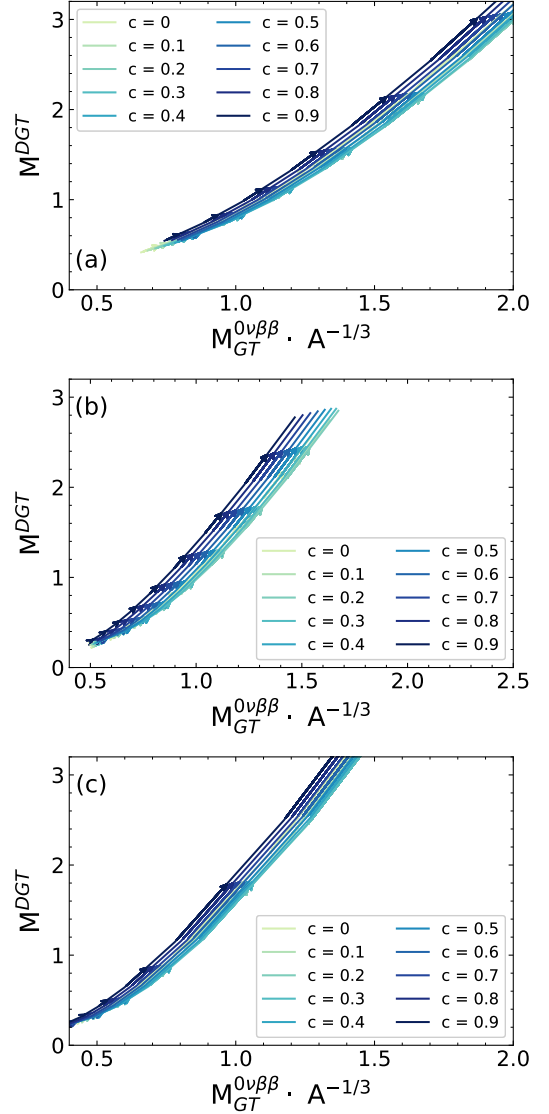 3
2
1
0
M^{DGT}
c = 0 c = 0.5
c = 0.1 c = 0.6
c = 0.2 c = 0.7
c = 0.3 c = 0.8
c = 0.4 c = 0.9
(a)
0.5 1.0 1.5 2.0
M_{GT}^{0νββ} · A^{-1/3}
(b)
3
2
1
0
M^{DGT}
c = 0 c = 0.5
c = 0.1 c = 0.6
c = 0.2 c = 0.7
c = 0.3 c = 0.8
c = 0.4 c = 0.9
0.5 1.0 1.5 2.0 2.5
M_{GT}^{0νββ} · A^{-1/3}
(c)
3
2
1
0
M^{DGT}
c = 0 c = 0.5
c = 0.1 c = 0.6
c = 0.2 c = 0.7
c = 0.3 c = 0.8
c = 0.4 c = 0.9
0.5 1.0 1.5 2.0
M_{GT}^{0νββ} · A^{-1/3}